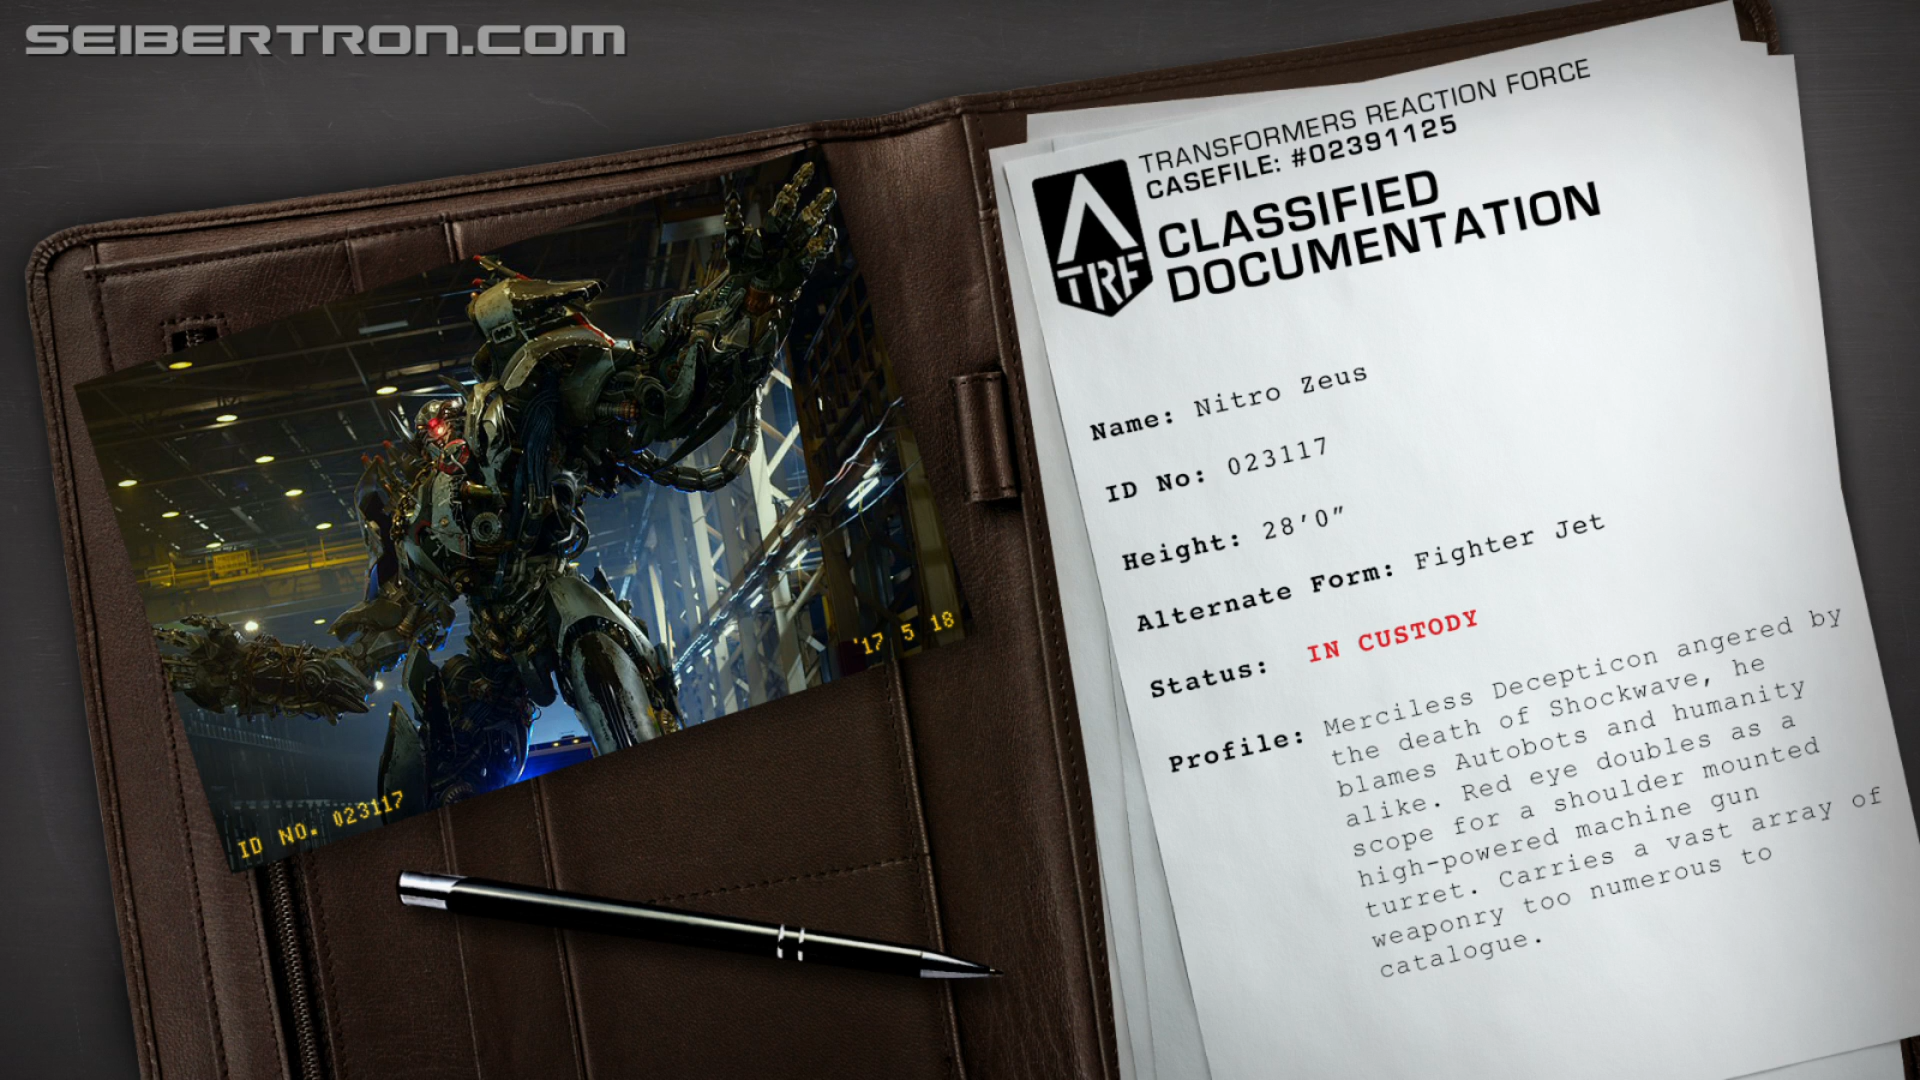 SEIBERTRON.COM
TRANSFORMERS REACTION FORCE
CASEFILE: #02391125
TRF
CLASSIFIED
DOCUMENTATION
Name: Nitro Zeus
ID No: 023117
Height: 28'0"
Alternate Form: Fighter Jet
Status: IN CUSTODY
Profile: Merciless Decepticon angered by
the death of Shockwave, he
blames Autobots and humanity
alike. Red eye doubles as a
scope for a shoulder mounted
high-powered machine gun
turret. Carries a vast array of
weaponry too numerous to
catalogue.
'17 5 18
ID NO. 023117